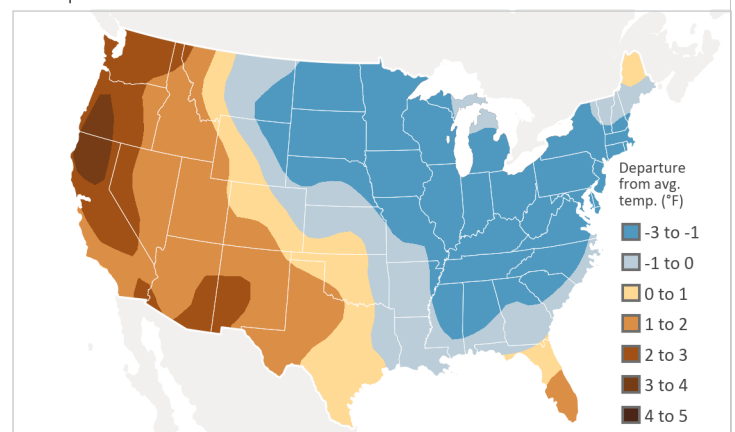 Departure
from avg.
temp. (°F)
-3 to -1
-1 to 0
0 to 1
1 to 2
2 to 3
3 to 4
4 to 5